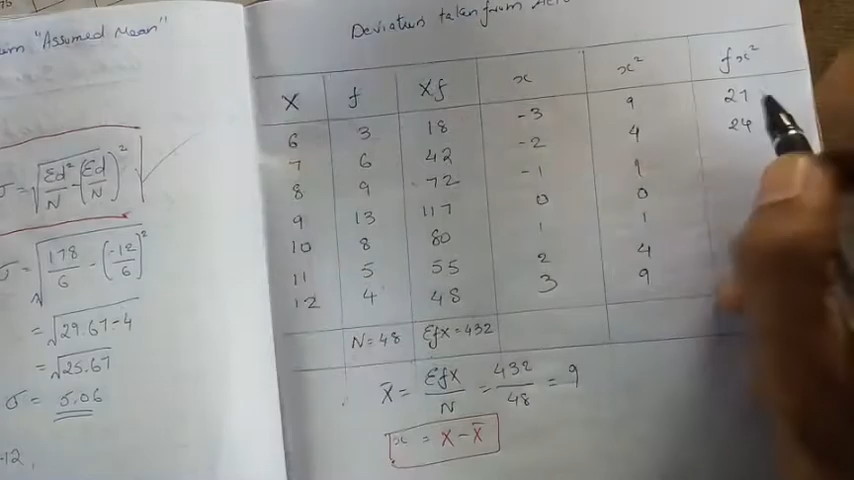 "Assumed Mean"
σ = √ Σd²/N - (Σd/N)²
σ = √ 178/6 - (-12/6)²
= √29.67-4
= √25.67
σ = 5.06
-12,
Deviation taken from
X f Xf x x² fx²
6 3 18 -3 9 27
7 6 42 -2 4 24
8 9 72 -1 1
9 13 117 0 0
10 8 80 1 1
11 5 55 2 4
12 4 48 3 9
N = 48 Σfx = 432
X̄ = Σfx/N = 432/48 = 9
x = X - X̄